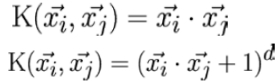 K(x⃗ᵢ, x⃗ⱼ) = x⃗ᵢ · x⃗ⱼ
K(x⃗ᵢ, x⃗ⱼ) = (x⃗ᵢ · x⃗ⱼ + 1)ᵈ